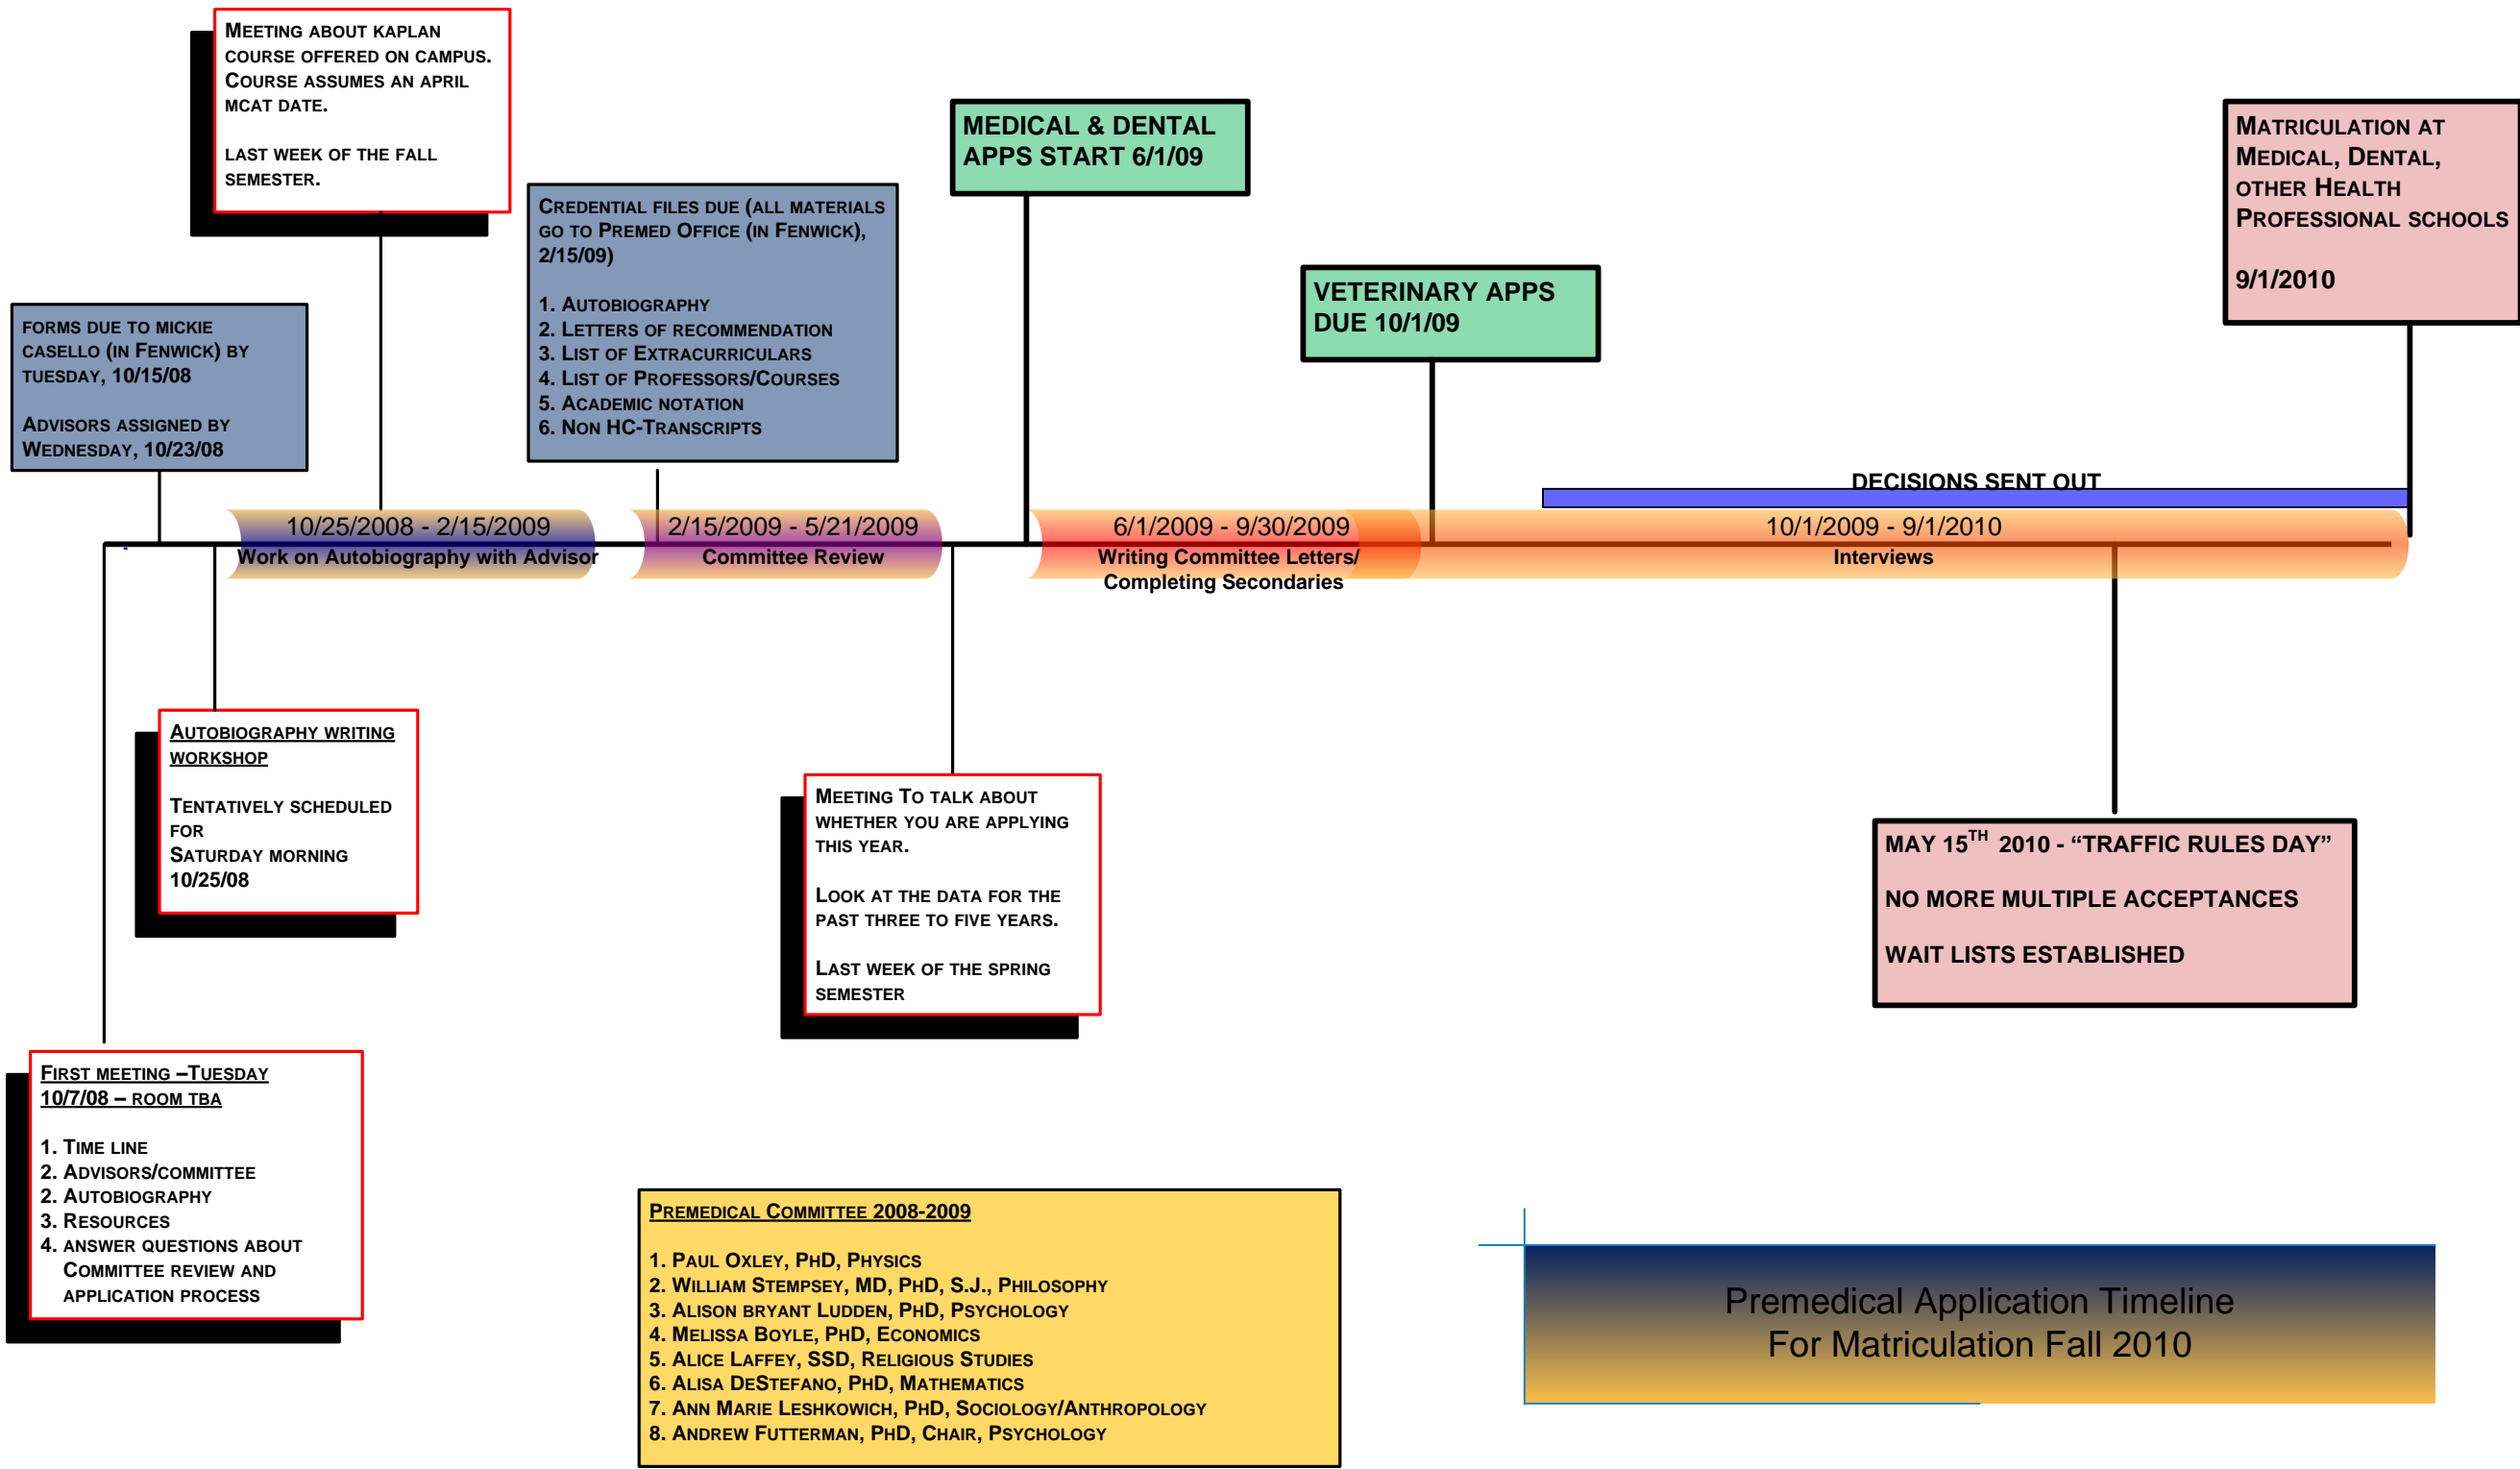 MEETING ABOUT KAPLAN
COURSE OFFERED ON CAMPUS.
COURSE ASSUMES AN APRIL
MCAT DATE.
LAST WEEK OF THE FALL
SEMESTER.
MEDICAL & DENTAL
APPS START 6/1/09
MATRICULATION AT
MEDICAL, DENTAL,
OTHER HEALTH
PROFESSIONAL SCHOOLS
9/1/2010
CREDENTIAL FILES DUE (ALL MATERIALS
GO TO PREMED OFFICE (IN FENWICK),
2/15/09)
1. AUTOBIOGRAPHY
2. LETTERS OF RECOMMENDATION
3. LIST OF EXTRACURRICULARS
4. LIST OF PROFESSORS/COURSES
5. ACADEMIC NOTATION
6. NON HC-TRANSCRIPTS
VETERINARY APPS
DUE 10/1/09
FORMS DUE TO MICKIE
CASELLO (IN FENWICK) BY
TUESDAY, 10/15/08
ADVISORS ASSIGNED BY
WEDNESDAY, 10/23/08
DECISIONS SENT OUT
10/25/2008 - 2/15/2009
Work on Autobiography with Advisor
2/15/2009 - 5/21/2009
Committee Review
6/1/2009 - 9/30/2009
Writing Committee Letters/
Completing Secondaries
10/1/2009 - 9/1/2010
Interviews
AUTOBIOGRAPHY WRITING
WORKSHOP
TENTATIVELY SCHEDULED
FOR
SATURDAY MORNING
10/25/08
MEETING TO TALK ABOUT
WHETHER YOU ARE APPLYING
THIS YEAR.
LOOK AT THE DATA FOR THE
PAST THREE TO FIVE YEARS.
LAST WEEK OF THE SPRING
SEMESTER
MAY 15TH 2010 - “TRAFFIC RULES DAY”
NO MORE MULTIPLE ACCEPTANCES
WAIT LISTS ESTABLISHED
FIRST MEETING –TUESDAY
10/7/08 – ROOM TBA
1. TIME LINE
2. ADVISORS/COMMITTEE
2. AUTOBIOGRAPHY
3. RESOURCES
4. ANSWER QUESTIONS ABOUT
COMMITTEE REVIEW AND
APPLICATION PROCESS
PREMEDICAL COMMITTEE 2008-2009
1. PAUL OXLEY, PHD, PHYSICS
2. WILLIAM STEMPSEY, MD, PHD, S.J., PHILOSOPHY
3. ALISON BRYANT LUDDEN, PHD, PSYCHOLOGY
4. MELISSA BOYLE, PHD, ECONOMICS
5. ALICE LAFFEY, SSD, RELIGIOUS STUDIES
6. ALISA DESTEFANO, PHD, MATHEMATICS
7. ANN MARIE LESHKOWICH, PHD, SOCIOLOGY/ANTHROPOLOGY
8. ANDREW FUTTERMAN, PHD, CHAIR, PSYCHOLOGY
Premedical Application Timeline
For Matriculation Fall 2010